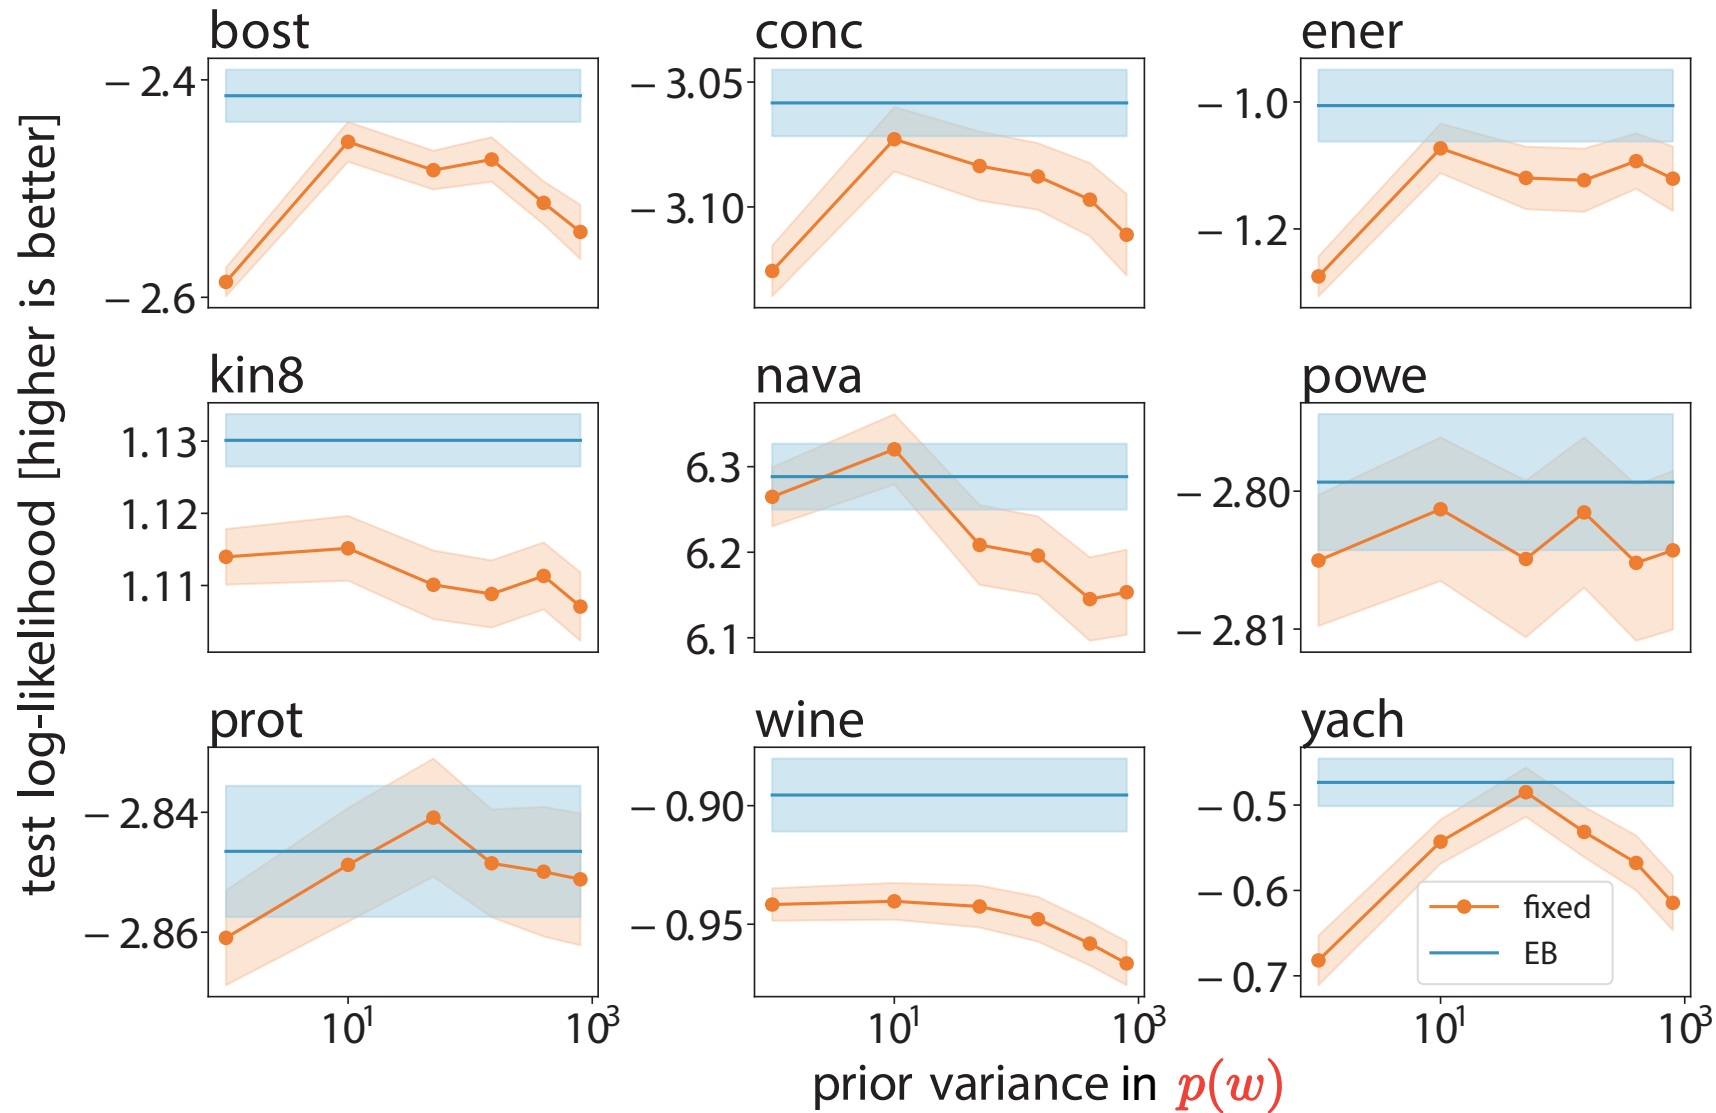 test log-likelihood [higher is better]
bost
− 2.4
− 2.6
conc
− 3.05
− 3.10
ener
− 1.0
− 1.2
kin8
1.13
1.12
1.11
nava
6.3
6.2
6.1
powe
− 2.80
− 2.81
prot
− 2.84
− 2.86
10¹ 10³
wine
− 0.90
− 0.95
10¹ 10³
yach
− 0.5
− 0.6
− 0.7
fixed
EB
10¹ 10³
prior variance in p(w)